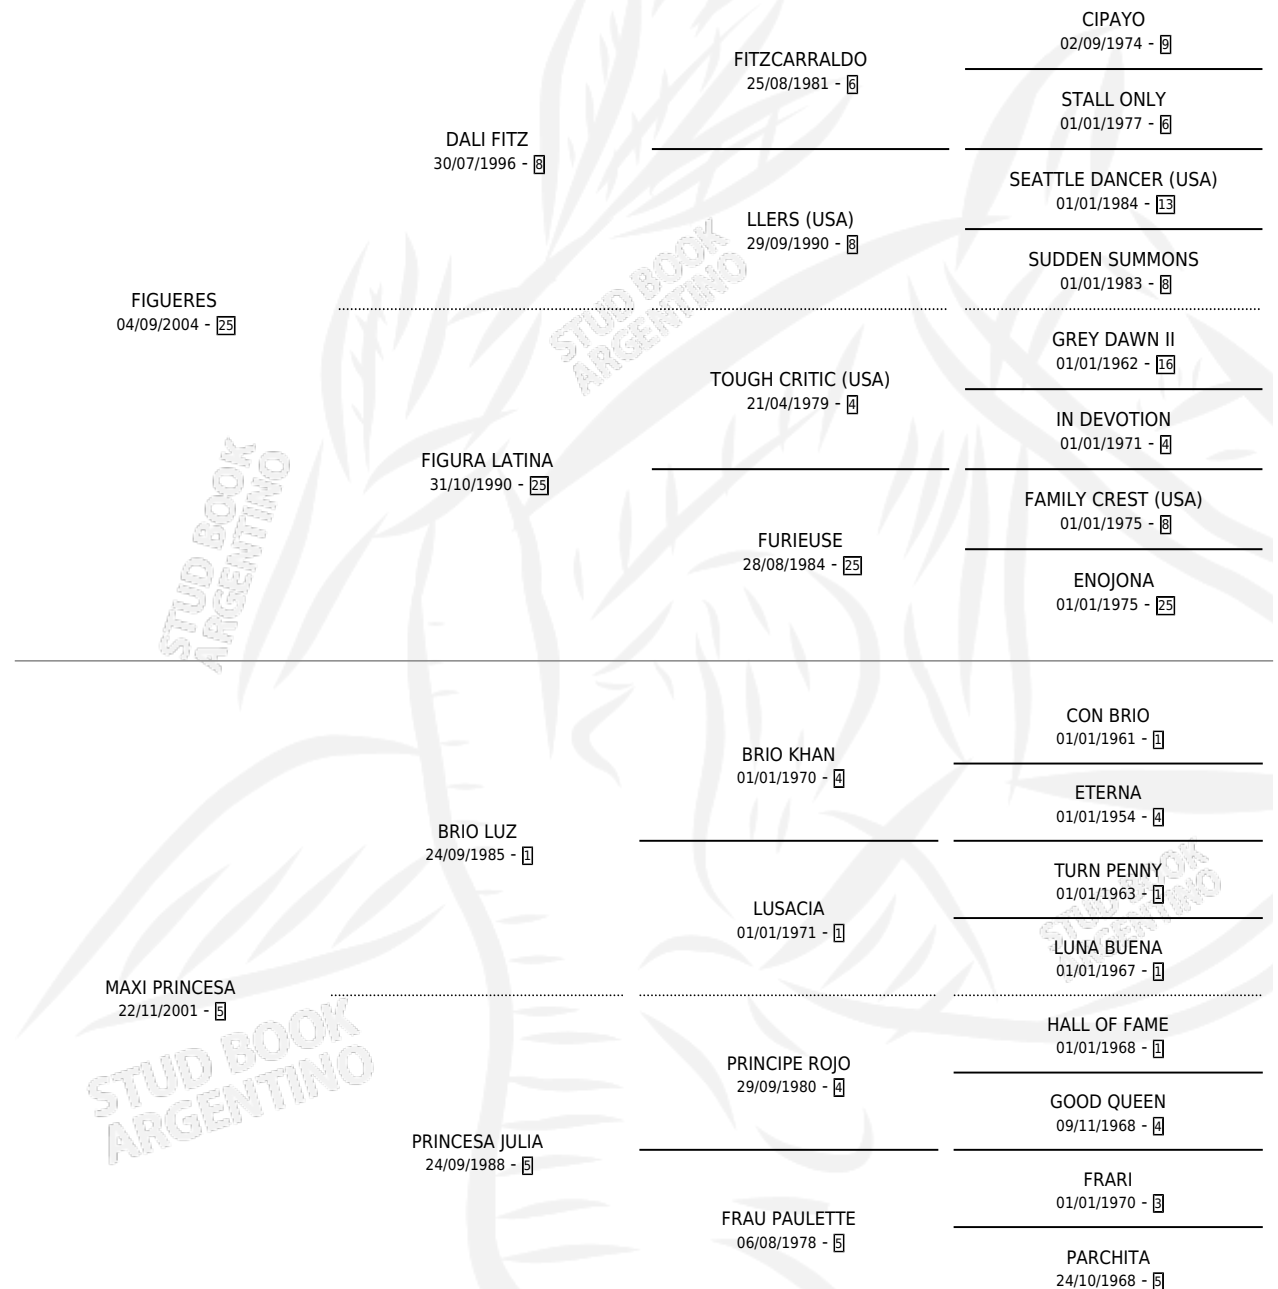 CIPAYO
02/09/1974 - 9
FITZCARRALDO
25/08/1981 - 6
STALL ONLY
01/01/1977 - 6
DALI FITZ
30/07/1996 - 8
SEATTLE DANCER (USA)
01/01/1984 - 13
LLERS (USA)
29/09/1990 - 8
SUDDEN SUMMONS
01/01/1983 - 8
FIGUERES
04/09/2004 - 25
STUD BOOK
ARGENTINO
GREY DAWN II
01/01/1962 - 16
TOUGH CRITIC (USA)
21/04/1979 - 4
IN DEVOTION
01/01/1971 - 4
FIGURA LATINA
31/10/1990 - 25
FAMILY CREST (USA)
01/01/1975 - 8
FURIEUSE
28/08/1984 - 25
ENOJONA
01/01/1975 - 25
STUD BOOK
ARGENTINO
CON BRIO
01/01/1961 - 1
BRIO KHAN
01/01/1970 - 4
ETERNA
01/01/1954 - 4
BRIO LUZ
24/09/1985 - 1
TURN PENNY
01/01/1963 - 1
LUSACIA
01/01/1971 - 1
STUD BOOK
ARGENTINO
LUNA BUENA
01/01/1967 - 1
MAXI PRINCESA
22/11/2001 - 5
HALL OF FAME
01/01/1968 - 1
STUD BOOK
ARGENTINO
PRINCIPE ROJO
29/09/1980 - 4
GOOD QUEEN
09/11/1968 - 4
PRINCESA JULIA
24/09/1988 - 5
FRARI
01/01/1970 - 3
FRAU PAULETTE
06/08/1978 - 5
PARCHITA
24/10/1968 - 5